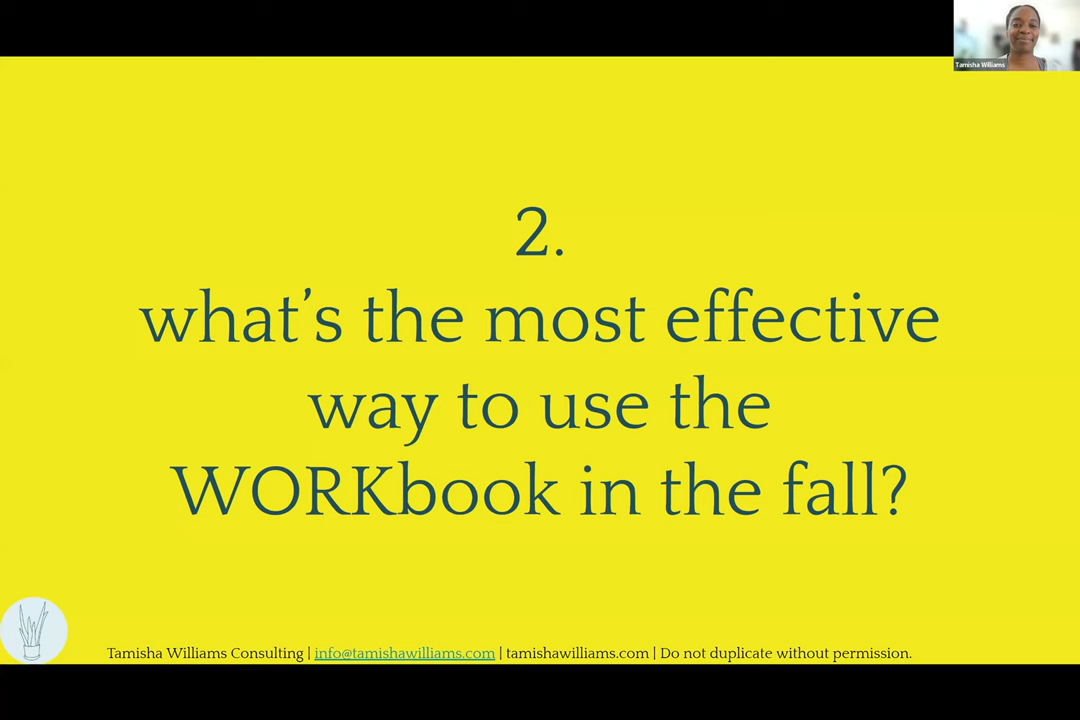 Tamisha Williams
2.
what's the most effective
way to use the
WORKbook in the fall?
Tamisha Williams Consulting | info@tamishawilliams.com | tamishawilliams.com | Do not duplicate without permission.